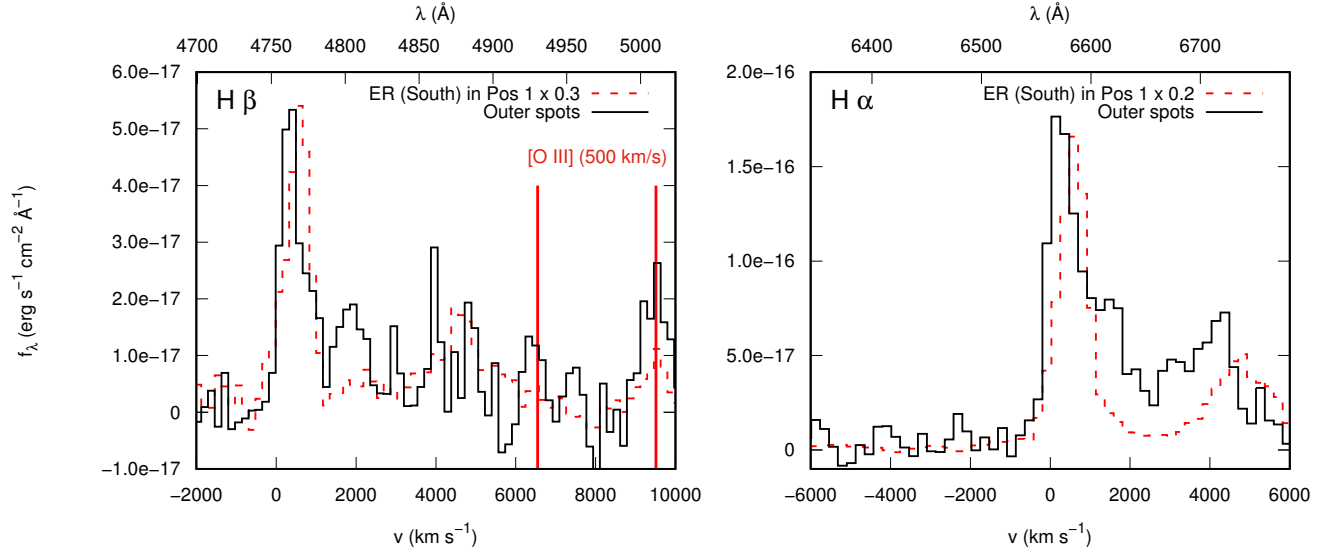 λ (Å)
4700 4750 4800 4850 4900 4950 5000
6.0e−17
5.0e−17
4.0e−17
3.0e−17
2.0e−17
1.0e−17
0
−1.0e−17
f_λ (erg s⁻¹ cm⁻² Å⁻¹)
H β
ER (South) in Pos 1 x 0.3
Outer spots
[O III] (500 km/s)
−2000 0 2000 4000 6000 8000 10000
v (km s⁻¹)
λ (Å)
6400 6500 6600 6700
2.0e−16
1.5e−16
1.0e−16
5.0e−17
0
H α
ER (South) in Pos 1 x 0.2
Outer spots
−6000 −4000 −2000 0 2000 4000 6000
v (km s⁻¹)